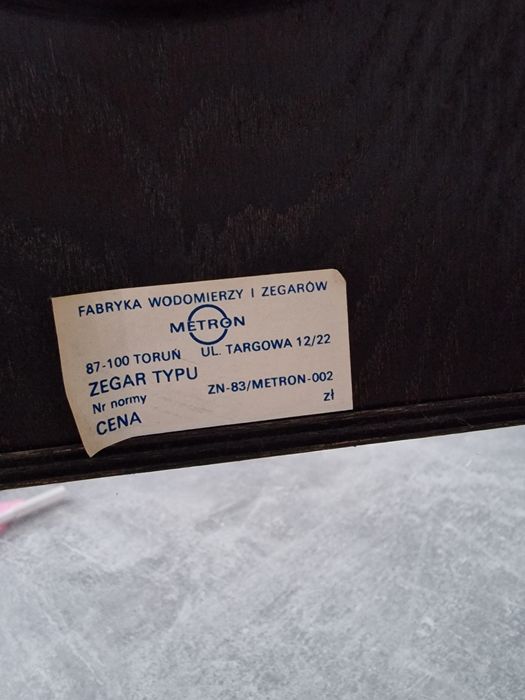 FABRYKA WODOMIERZY I ZEGARÓW
METRON
87-100 TORUŃ UL. TARGOWA 12/22
ZEGAR TYPU
Nr normy ZN-83/METRON-002
CENA zł